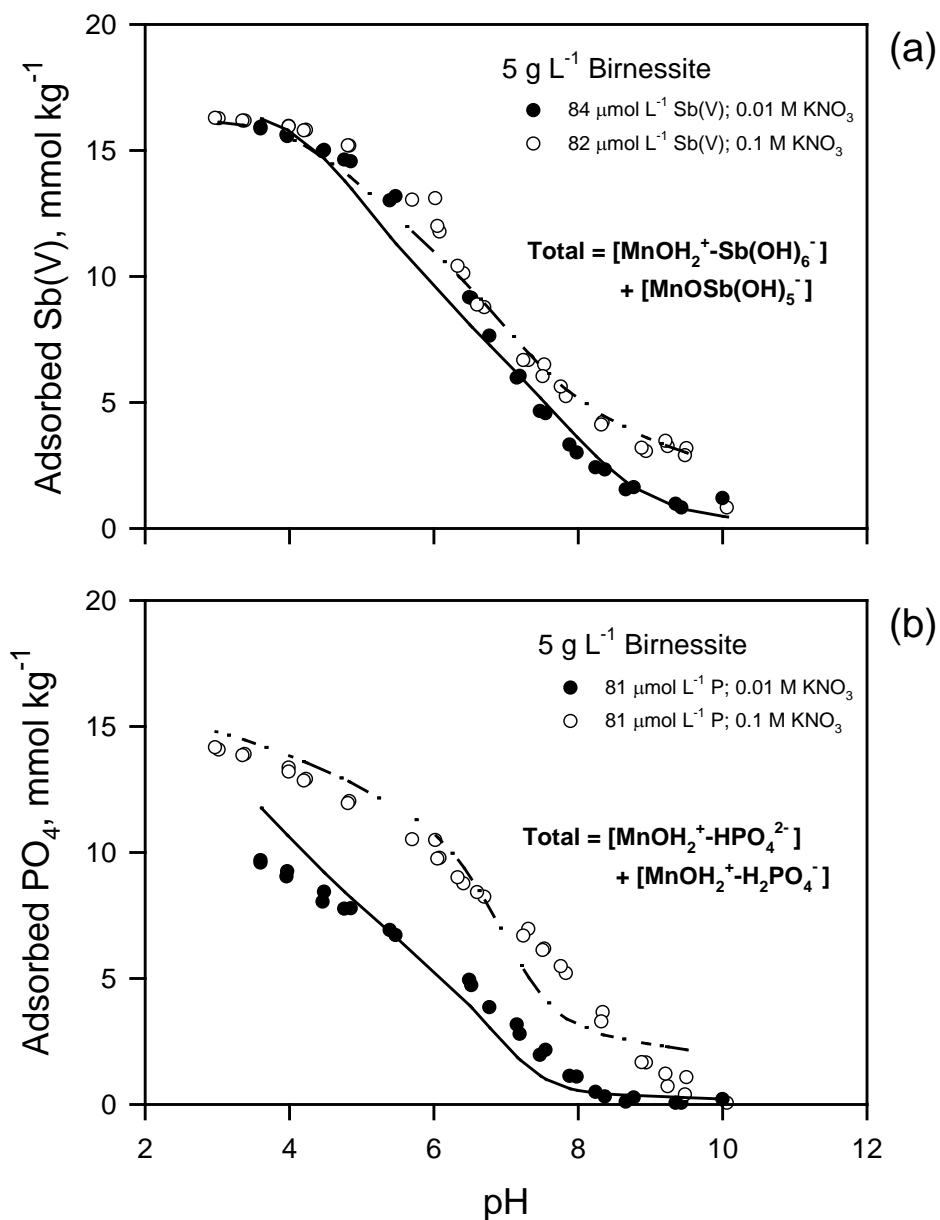 (a)
20
15
10
5
0
Adsorbed Sb(V), mmol kg⁻¹
5 g L⁻¹ Birnessite
84 μmol L⁻¹ Sb(V); 0.01 M KNO₃
82 μmol L⁻¹ Sb(V); 0.1 M KNO₃
Total = [MnOH₂⁺-Sb(OH)₆⁻]
+ [MnOSb(OH)₅⁻]
(b)
20
15
10
5
0
Adsorbed PO₄, mmol kg⁻¹
5 g L⁻¹ Birnessite
81 μmol L⁻¹ P; 0.01 M KNO₃
81 μmol L⁻¹ P; 0.1 M KNO₃
Total = [MnOH₂⁺-HPO₄²⁻]
+ [MnOH₂⁺-H₂PO₄⁻]
2 4 6 8 10 12
pH